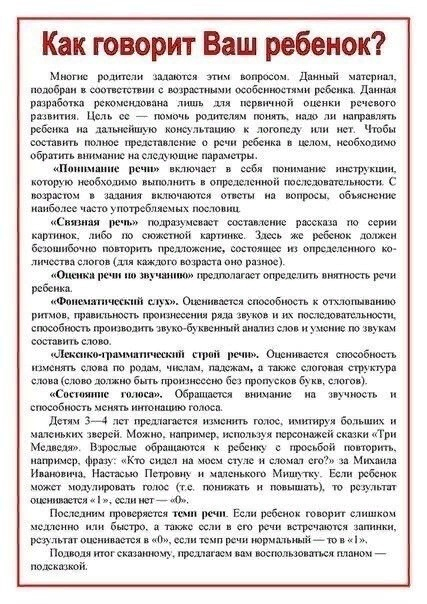 Как говорит Ваш ребенок?
Многие родители задаются этим вопросом. Данный материал,
подобран в соответствии с возрастными особенностями ребенка. Данная
разработка рекомендована лишь для первичной оценки речевого
развития. Цель ее — помочь родителям понять, надо ли направлять
ребенка на дальнейшую консультацию к логопеду или нет. Чтобы
составить полное представление о речи ребенка в целом, необходимо
обратить внимание на следующие параметры.
«Понимание речи» включает в себя понимание инструкции,
которую необходимо выполнить в определенной последовательности. С
возрастом в задания включаются ответы на вопросы, объяснение
наиболее часто употребляемых пословиц.
«Связная речь» подразумевает составление рассказа по серии
картинок, либо по сюжетной картинке. Здесь же ребенок должен
безошибочно повторить предложение, состоящее из определенного ко-
личества слогов (для каждого возраста оно разное).
«Оценка речи по звучанию» предполагает определить внятность речи
ребенка.
«Фонематический слух». Оценивается способность к отхлопыванию
ритмов, правильность произнесения ряда звуков и их последовательности,
способность производить звуко-буквенный анализ слов и умение по звукам
составить слово.
«Лексико-грамматический строй речи». Оценивается способность
изменять слова по родам, числам, падежам, а также слоговая структура
слова (слово должно быть произнесено без пропусков букв, слогов).
«Состояние голоса». Обращается внимание на звучность и
способность менять интонацию голоса.
Детям 3—4 лет предлагается изменить голос, имитируя больших и
маленьких зверей. Можно, например, используя персонажей сказки «Три
Медведя». Взрослые обращаются к ребенку с просьбой повторить,
например, фразу: «Кто сидел на моем стуле и сломал его?» за Михаила
Ивановича, Настасью Петровну и маленького Мишутку. Если ребенок
может модулировать голос (т.е. понижать и повышать), то результат
оценивается «1», если нет — «0».
Последним проверяется темп речи. Если ребенок говорит слишком
медленно или быстро, а также если в его речи встречаются запинки,
результат оценивается в «0», если темп речи нормальный — то в «1».
Подводя итог сказанному, предлагаем вам воспользоваться планом —
подсказкой.